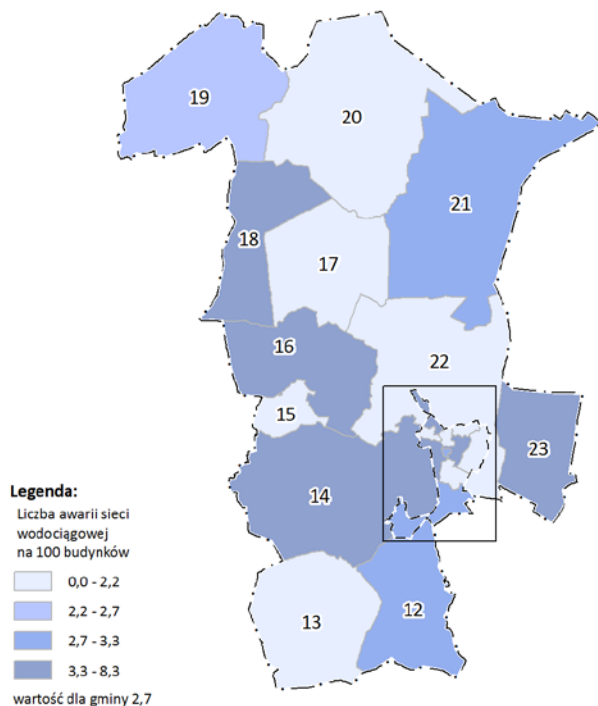 19
20
21
18
17
16
22
15
23
14
13
12
Legenda:
Liczba awarii sieci
wodociągowej
na 100 budynków
0,0 - 2,2
2,2 - 2,7
2,7 - 3,3
3,3 - 8,3
wartość dla gminy 2,7